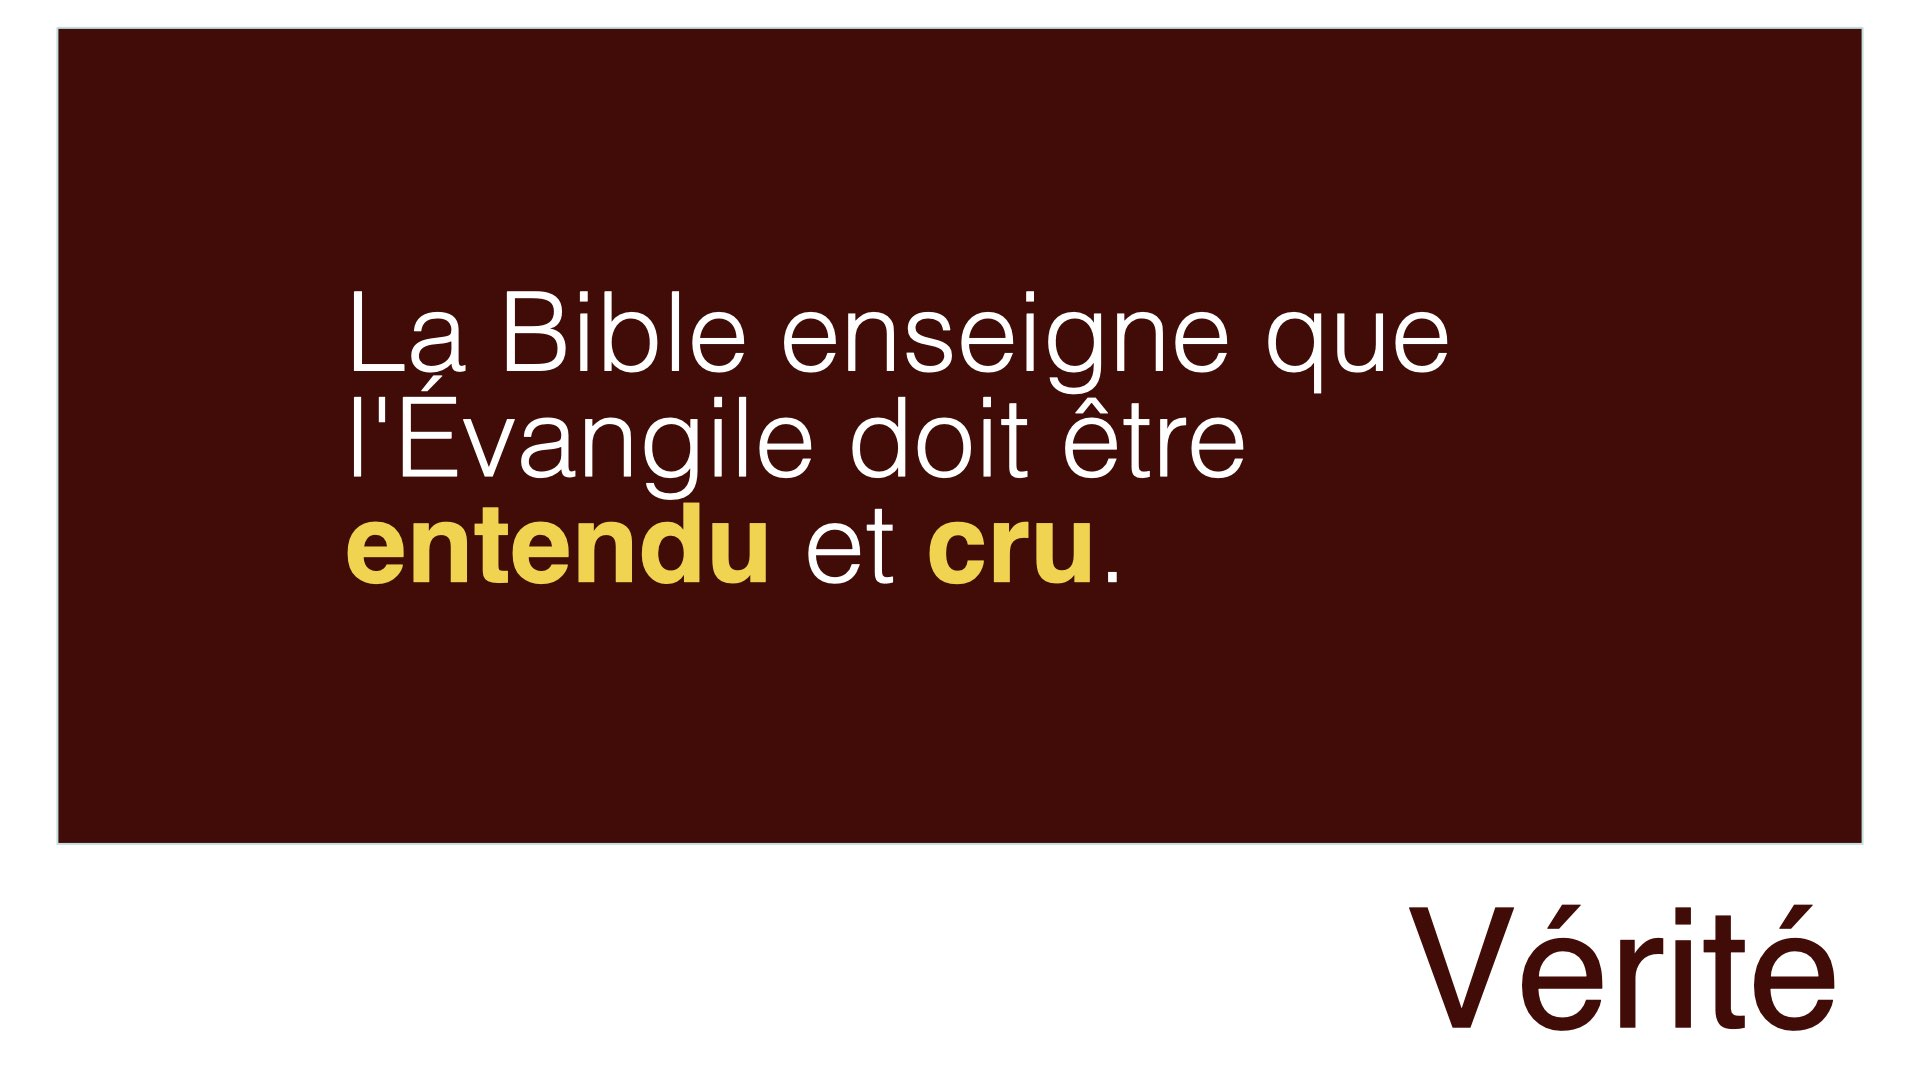 La Bible enseigne que
l'Évangile doit être
entendu et cru.
Vérité